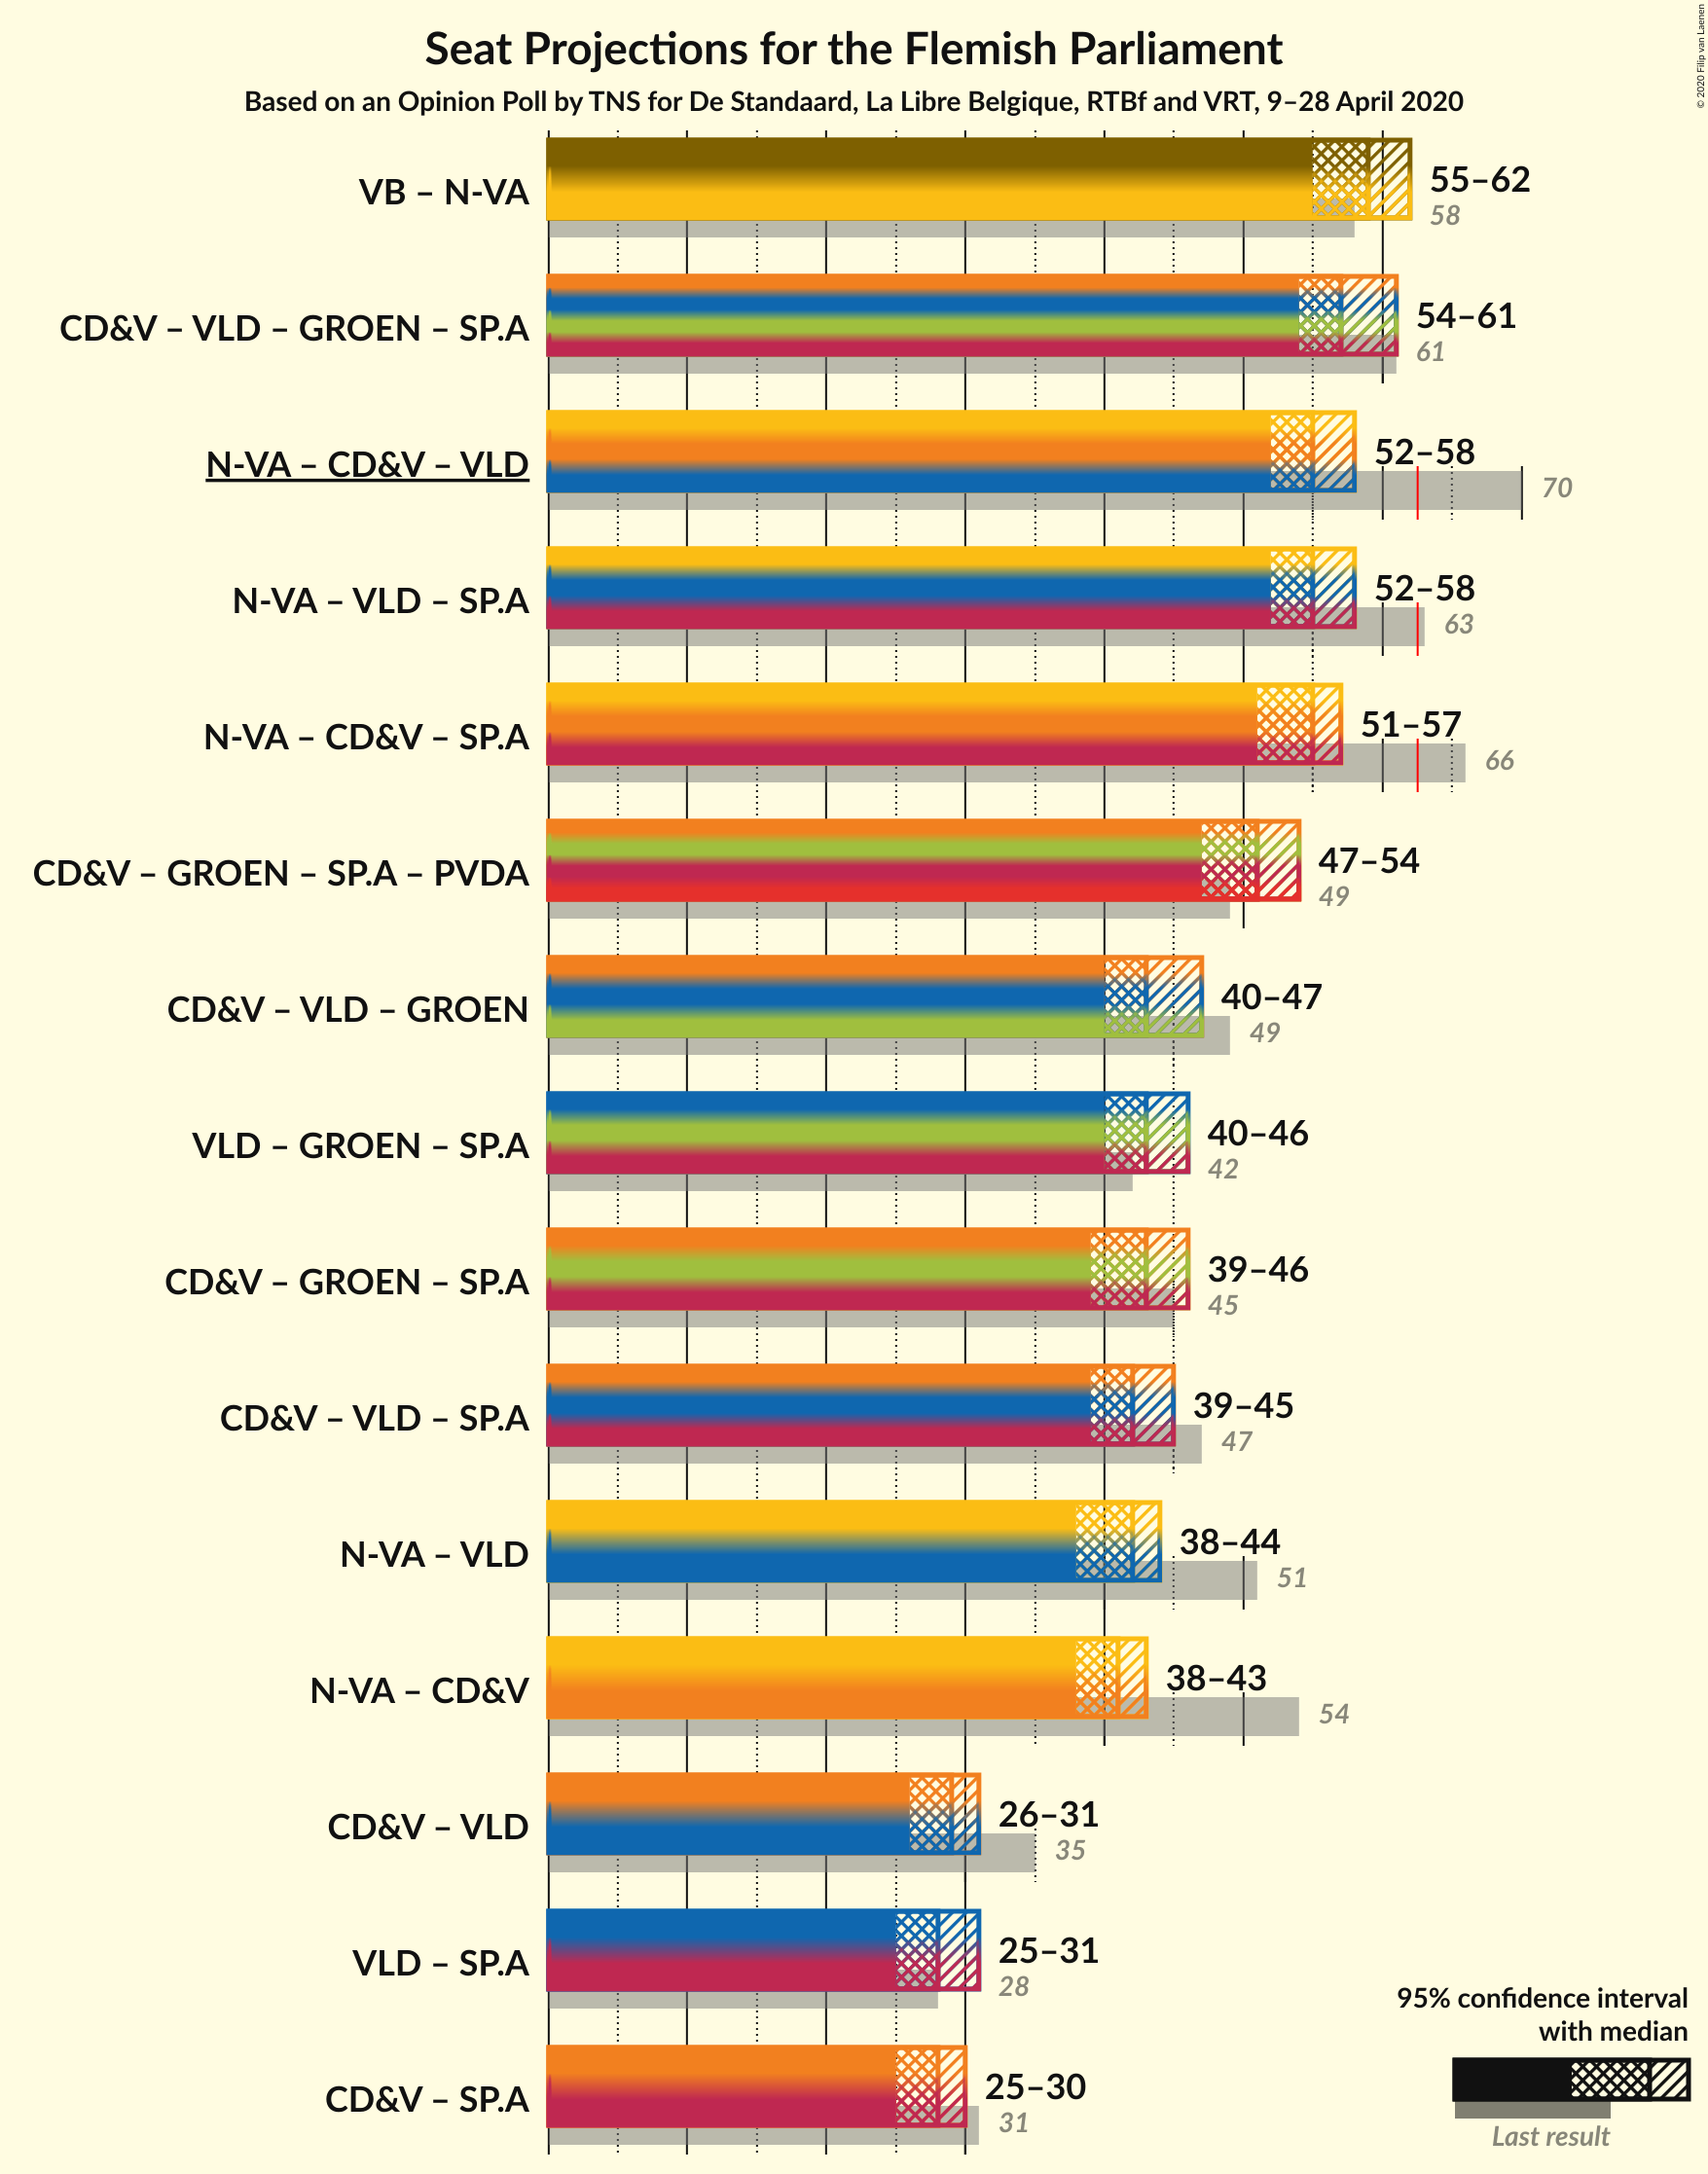 Seat Projections for the Flemish Parliament
Based on an Opinion Poll by TNS for De Standaard, La Libre Belgique, RTBf and VRT, 9–28 April 2020
© 2020 Filip van Laenen
VB – N-VA
55–62
58
CD&V – VLD – GROEN – SP.A
54–61
61
N-VA – CD&V – VLD
52–58
70
N-VA – VLD – SP.A
52–58
63
N-VA – CD&V – SP.A
51–57
66
CD&V – GROEN – SP.A – PVDA
47–54
49
CD&V – VLD – GROEN
40–47
49
VLD – GROEN – SP.A
40–46
42
CD&V – GROEN – SP.A
39–46
45
CD&V – VLD – SP.A
39–45
47
N-VA – VLD
38–44
51
N-VA – CD&V
38–43
54
CD&V – VLD
26–31
35
VLD – SP.A
25–31
28
CD&V – SP.A
25–30
31
95% confidence interval
with median
Last result